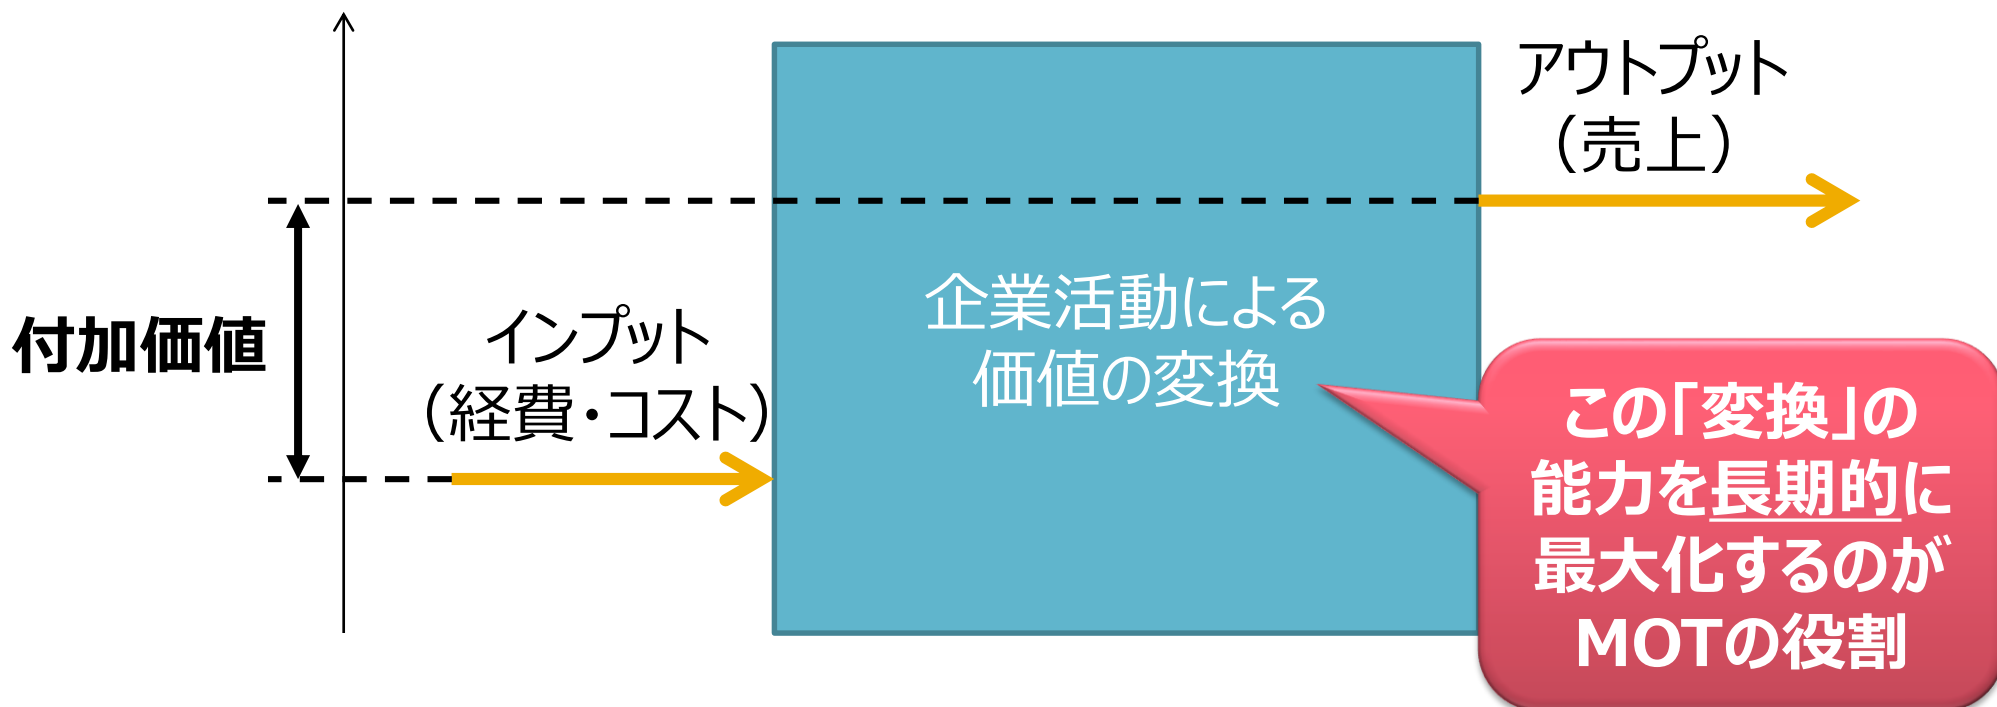 アウトプット
（売上）
付加価値
インプット
（経費・コスト）
企業活動による
価値の変換
この「変換」の
能力を長期的に
最大化するのが
MOTの役割